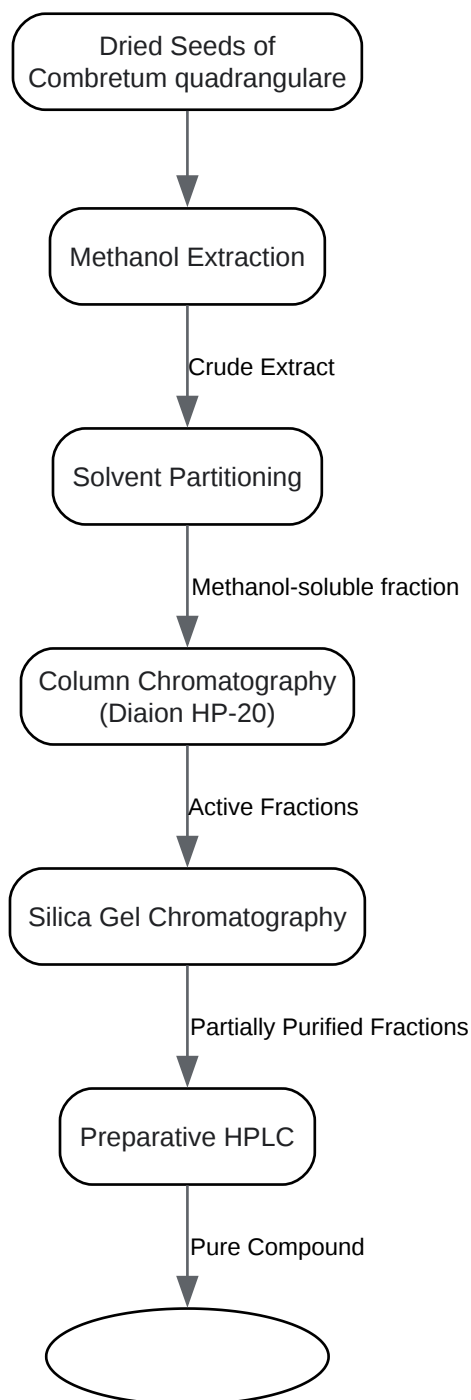 Dried Seeds of
Combretum quadrangulare
Methanol Extraction
Crude Extract
Solvent Partitioning
Methanol-soluble fraction
Column Chromatography
(Diaion HP-20)
Active Fractions
Silica Gel Chromatography
Partially Purified Fractions
Preparative HPLC
Pure Compound